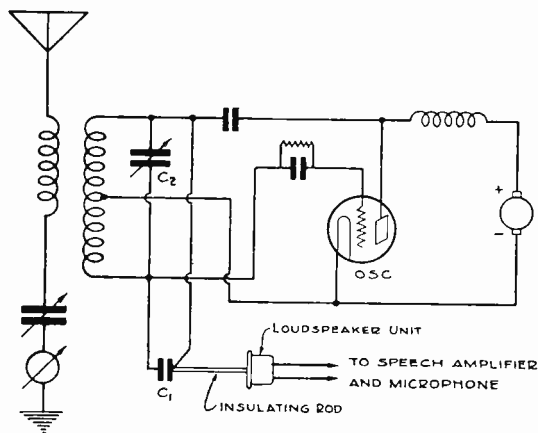 C2
+
-
OSC
LOUDSPEAKER UNIT
TO SPEECH AMPLIFIER
AND MICROPHONE
C1
INSULATING ROD